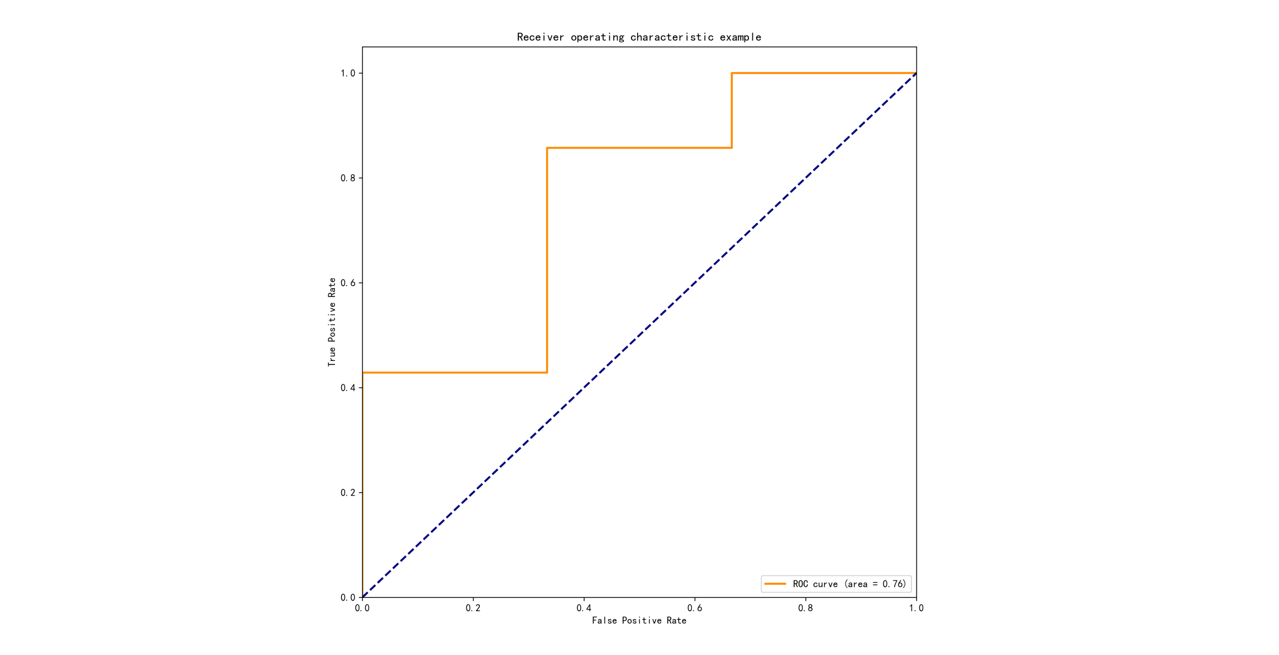 Receiver operating characteristic example
True Positive Rate
1.0
0.8
0.6
0.4
0.2
0.0
ROC curve (area = 0.76)
0.0 0.2 0.4 0.6 0.8 1.0
False Positive Rate